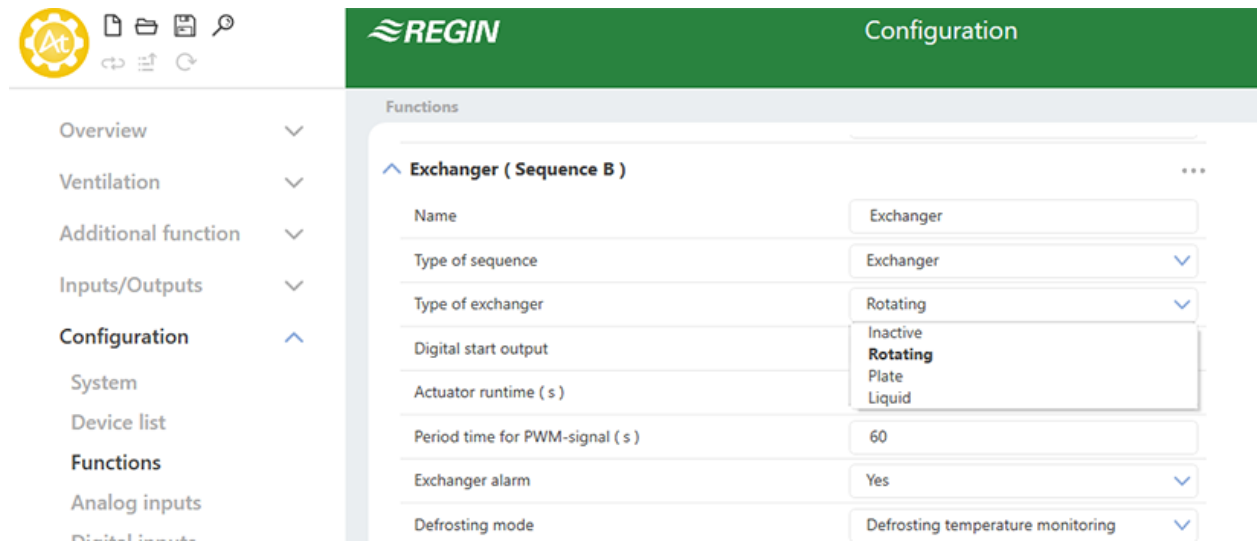 At
REGIN
Configuration
Functions
Overview
Ventilation
Additional function
Inputs/Outputs
Configuration
System
Device list
Functions
Analog inputs
Digital inputs
Exchanger ( Sequence B )
Name Exchanger
Type of sequence Exchanger
Type of exchanger Rotating
Inactive
Rotating
Plate
Liquid
Digital start output
Actuator runtime ( s )
Period time for PWM-signal ( s ) 60
Exchanger alarm Yes
Defrosting mode Defrosting temperature monitoring